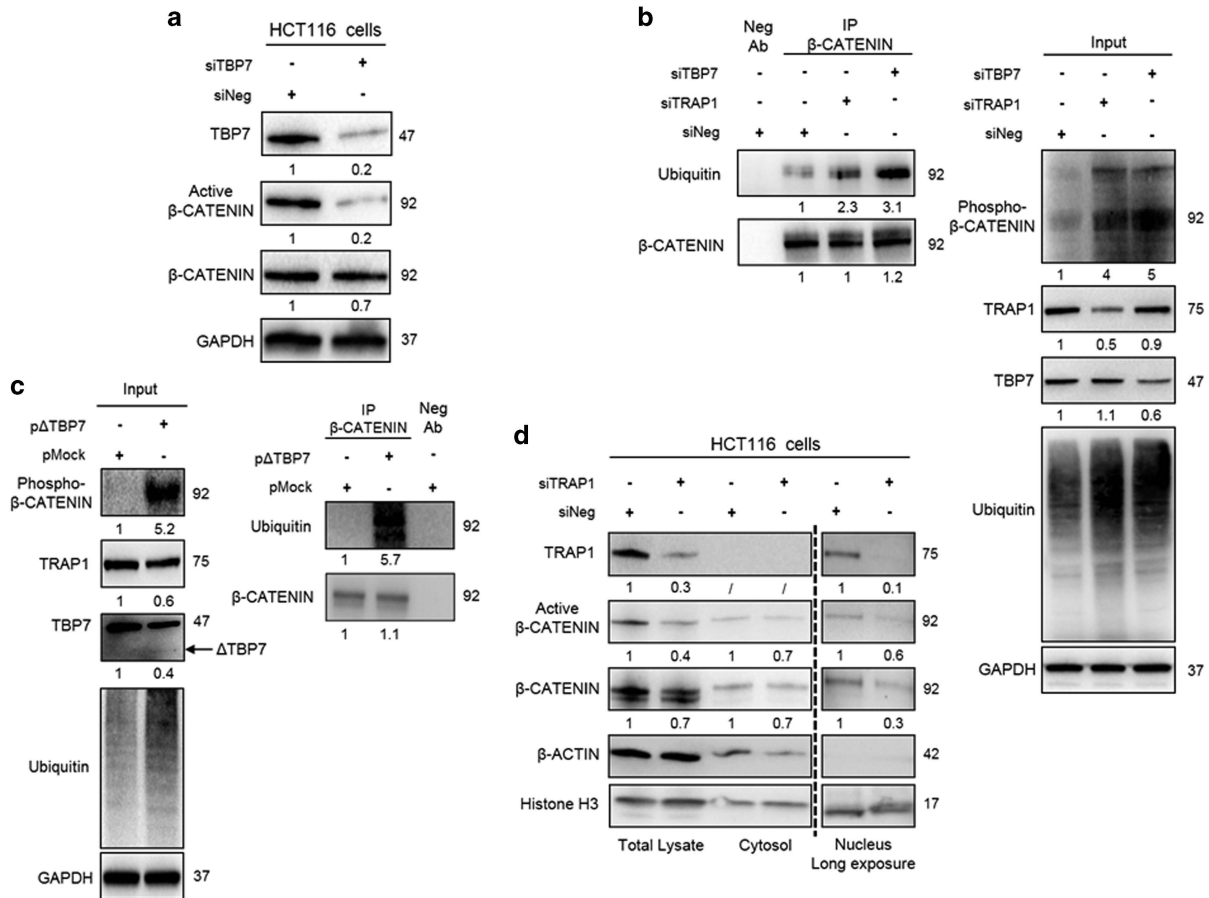 a
HCT116 cells
siTBP7 - +
siNeg + -
TBP7 47
1 0.2
Active
β-CATENIN 92
1 0.2
β-CATENIN 92
1 0.7
GAPDH 37
b
Neg
Ab
IP
β-CATENIN
siTBP7 - - - +
siTRAP1 - - + -
siNeg + + - -
Ubiquitin 92
1 2.3 3.1
β-CATENIN 92
1 1 1.2
Input
siTBP7 - - +
siTRAP1 - + -
siNeg + - -
Phospho-
β-CATENIN 92
1 4 5
TRAP1 75
1 0.5 0.9
TBP7 47
1 1.1 0.6
Ubiquitin
GAPDH 37
c
Input
pΔTBP7 - +
pMock + -
Phospho-
β-CATENIN 92
1 5.2
TRAP1 75
1 0.6
TBP7 47
ΔTBP7
1 0.4
Ubiquitin
GAPDH 37
IP
β-CATENIN
Neg
Ab
pΔTBP7 - + -
pMock + - +
Ubiquitin 92
1 5.7
β-CATENIN 92
1 1.1
d
HCT116 cells
siTRAP1 - + - + - +
siNeg + - + - + -
TRAP1 75
1 0.3 / / 1 0.1
Active
β-CATENIN 92
1 0.4 1 0.7 1 0.6
β-CATENIN 92
1 0.7 1 0.7 1 0.3
β-ACTIN 42
Histone H3 17
Total Lysate Cytosol Nucleus
Long exposure